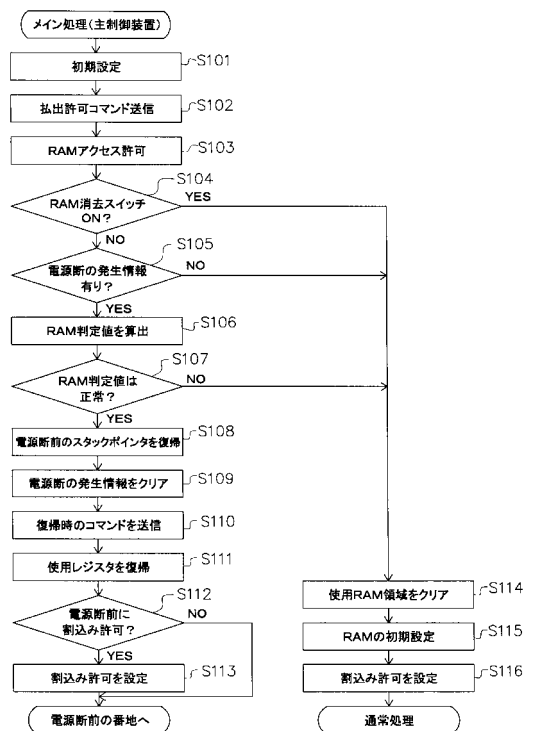 メイン処理(主制御装置)
初期設定
S101
払出許可コマンド送信
S102
RAMアクセス許可
S103
S104
RAM消去スイッチ
ON?
YES
NO
S105
電源断の発生情報
有り?
NO
YES
RAM判定値を算出
S106
S107
RAM判定値は
正常?
NO
YES
電源断前のスタックポインタを復帰
S108
電源断の発生情報をクリア
S109
復帰時のコマンドを送信
S110
使用レジスタを復帰
S111
S112
電源断前に
割込み許可?
NO
YES
割込み許可を設定
S113
電源断前の番地へ
使用RAM領域をクリア
S114
RAMの初期設定
S115
割込み許可を設定
S116
通常処理